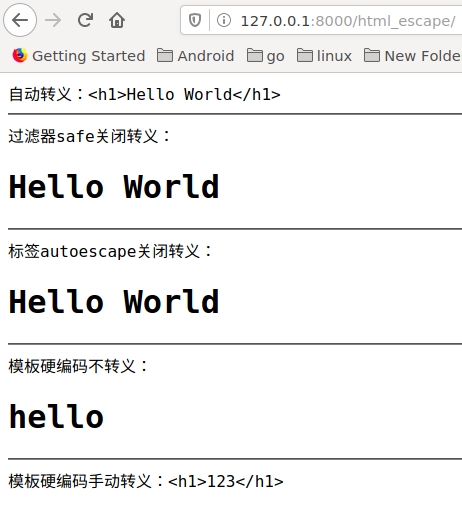 127.0.0.1:8000/html_escape/
Getting Started Android go linux New Folde
自动转义：<h1>Hello World</h1>
过滤器safe关闭转义：
Hello World
标签autoescape关闭转义：
Hello World
模板硬编码不转义：
hello
模板硬编码手动转义：<h1>123</h1>